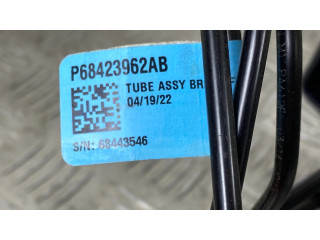 P68423962AB
TUBE ASSY BR
04/19/22
S/N: 68443546